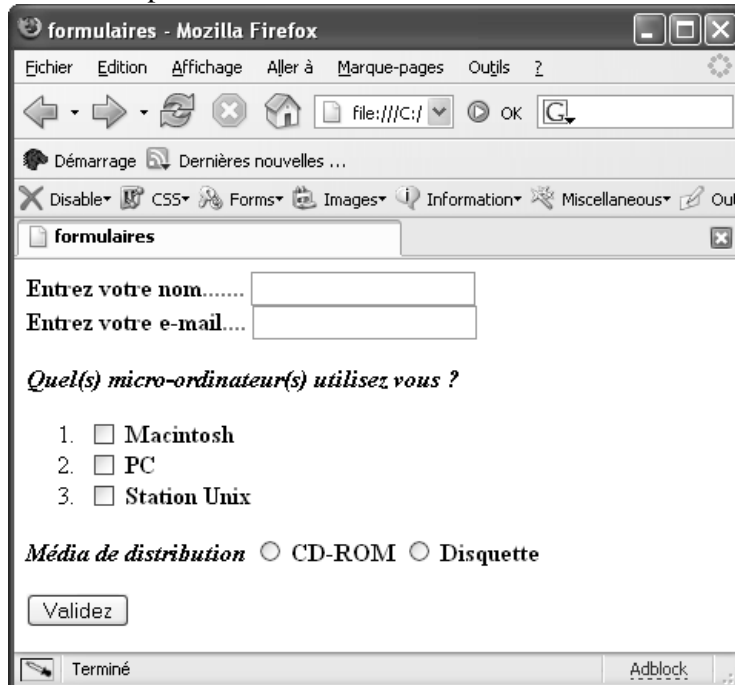 formulaires - Mozilla Firefox
Fichier Edition Affichage Aller à Marque-pages Outils ?
file:///C:/ OK G
Démarrage Dernières nouvelles ...
Disable CSS Forms Images Information Miscellaneous Out
formulaires
Entrez votre nom.......
Entrez votre e-mail....
Quel(s) micro-ordinateur(s) utilisez vous ?
1. Macintosh
2. PC
3. Station Unix
Média de distribution CD-ROM Disquette
Validez
Terminé Adblock